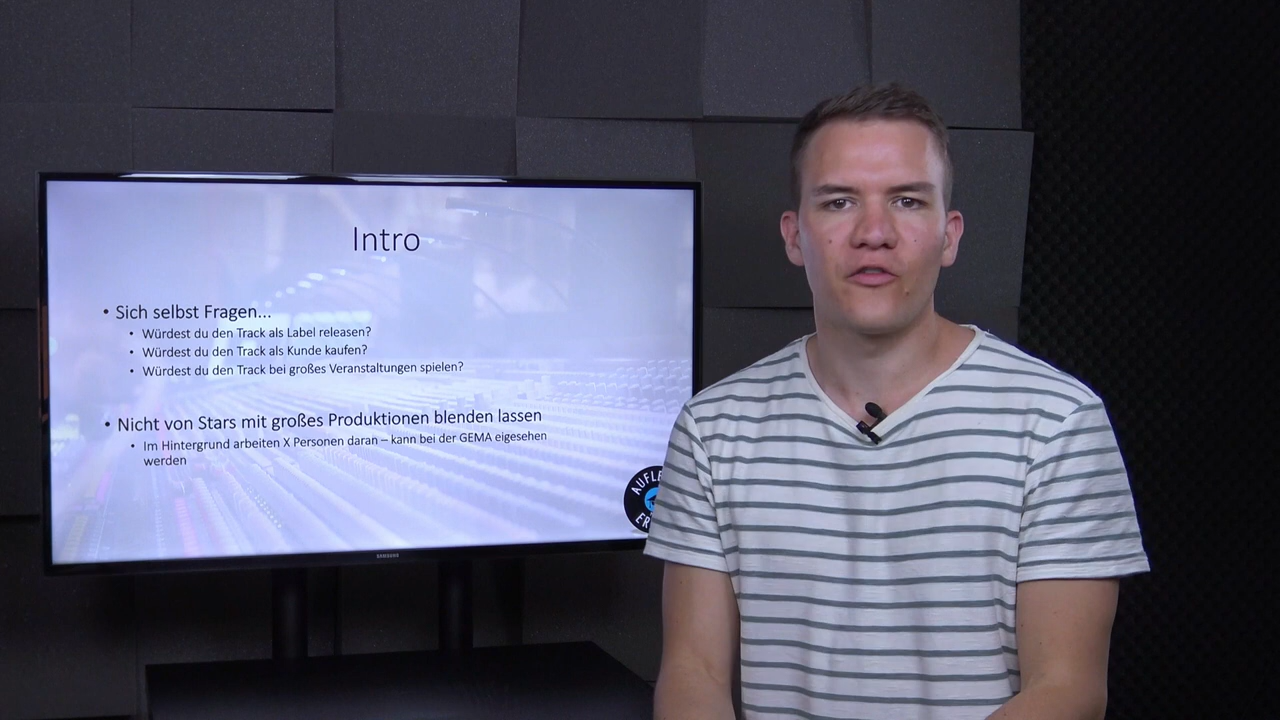 Intro
• Sich selbst Fragen...
• Würdest du den Track als Label releasen?
• Würdest du den Track als Kunde kaufen?
• Würdest du den Track bei großes Veranstaltungen spielen?
• Nicht von Stars mit großes Produktionen blenden lassen
• Im Hintergrund arbeiten X Personen daran – kann bei der GEMA eigesehen
werden
SAMSUNG